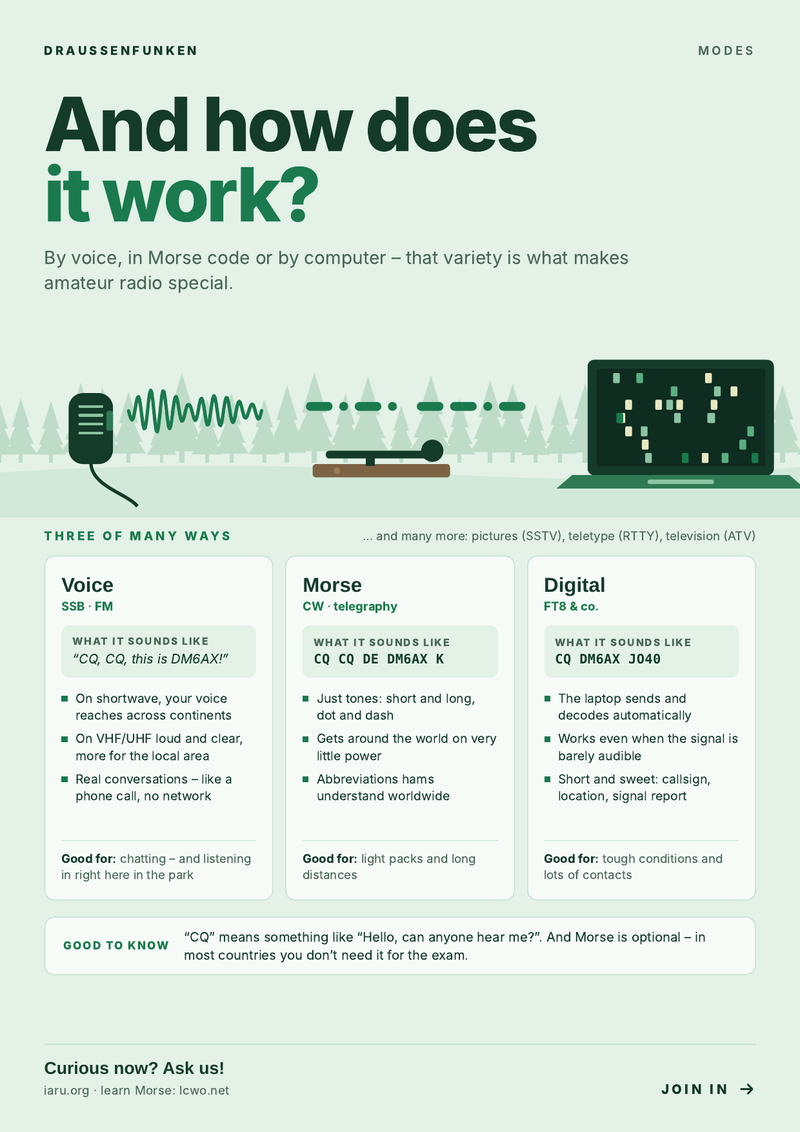 DRAUSSENFUNKEN
MODES
And how does
it work?
By voice, in Morse code or by computer – that variety is what makes
amateur radio special.
THREE OF MANY WAYS
... and many more: pictures (SSTV), teletype (RTTY), television (ATV)
Voice
SSB · FM
WHAT IT SOUNDS LIKE
“CQ, CQ, this is DM6AX!”
On shortwave, your voice
reaches across continents
On VHF/UHF loud and clear,
more for the local area
Real conversations – like a
phone call, no network
Good for: chatting – and listening
in right here in the park
Morse
CW · telegraphy
WHAT IT SOUNDS LIKE
CQ CQ DE DM6AX K
Just tones: short and long,
dot and dash
Gets around the world on very
little power
Abbreviations hams
understand worldwide
Good for: light packs and long
distances
Digital
FT8 & co.
WHAT IT SOUNDS LIKE
CQ DM6AX JO40
The laptop sends and
decodes automatically
Works even when the signal is
barely audible
Short and sweet: callsign,
location, signal report
Good for: tough conditions and
lots of contacts
GOOD TO KNOW
“CQ” means something like “Hello, can anyone hear me?”. And Morse is optional – in
most countries you don’t need it for the exam.
Curious now? Ask us!
iaru.org · learn Morse: lcwo.net
JOIN IN →